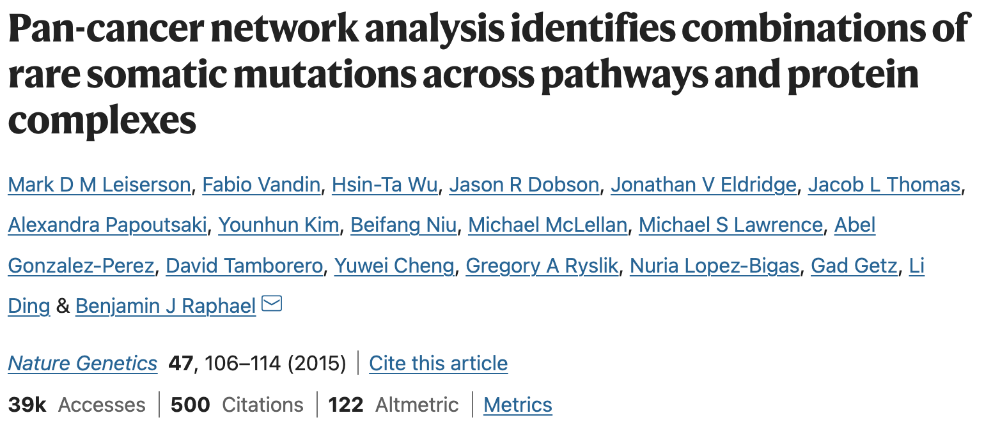 Pan-cancer network analysis identifies combinations of
rare somatic mutations across pathways and protein
complexes
Mark D M Leiserson, Fabio Vandin, Hsin-Ta Wu, Jason R Dobson, Jonathan V Eldridge, Jacob L Thomas,
Alexandra Papoutsaki, Younhun Kim, Beifang Niu, Michael McLellan, Michael S Lawrence, Abel
Gonzalez-Perez, David Tamborero, Yuwei Cheng, Gregory A Ryslik, Nuria Lopez-Bigas, Gad Getz, Li
Ding & Benjamin J Raphael
Nature Genetics 47, 106–114 (2015) | Cite this article
39k Accesses | 500 Citations | 122 Altmetric | Metrics